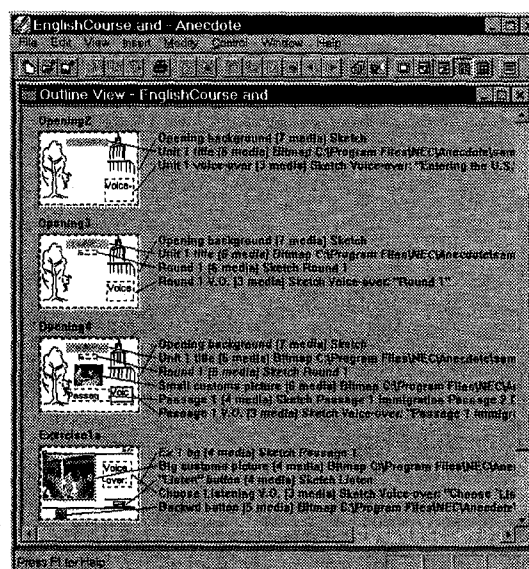 EnglishCourse and - Anecdote
File Edit View Insert Modify Control Window Help
Outline View - EnglishCourse and
Opening2
Opening background [7 media] Sketch
Unit 1 title [6 media] Bitmap C:\Program Files\NEC\Anecdote\sam
Unit 1 voice-over [3 media] Sketch Voice-over: "Entering the U.S.
Voice-
Opening3
Opening background [7 media] Sketch
Unit 1 title [6 media] Bitmap C:\Program Files\NEC\Anecdote\sam
Round 1 [6 media] Sketch Round 1
Round 1 V.O. [3 media] Sketch Voice-over: "Round 1"
Voice-
Opening4
Opening background [7 media] Sketch
Unit 1 title [6 media] Bitmap C:\Program Files\NEC\Anecdote\sam
Round 1 [6 media] Sketch Round 1
Small customs picture [6 media] Bitmap C:\Program Files\NEC\An
Passage 1 [4 media] Sketch Passage 1 Immigration Passage 2
Passage 1 V.O. [3 media] Sketch Voice-over: "Passage 1 Immigr
Passag
Voic
Exercise1a
Ex 1 bg [4 media] Sketch Passage 1
Big customs picture [4 media] Bitmap C:\Program Files\NEC\Anec
"Listen" button [4 media] Sketch Listen
Choose Listening V.O. [3 media] Sketch Voice-over: "Choose "Lis
Backwd button [5 media] Bitmap C:\Program Files\NEC\Anecdote\
Voice
over:
Press F1 for Help